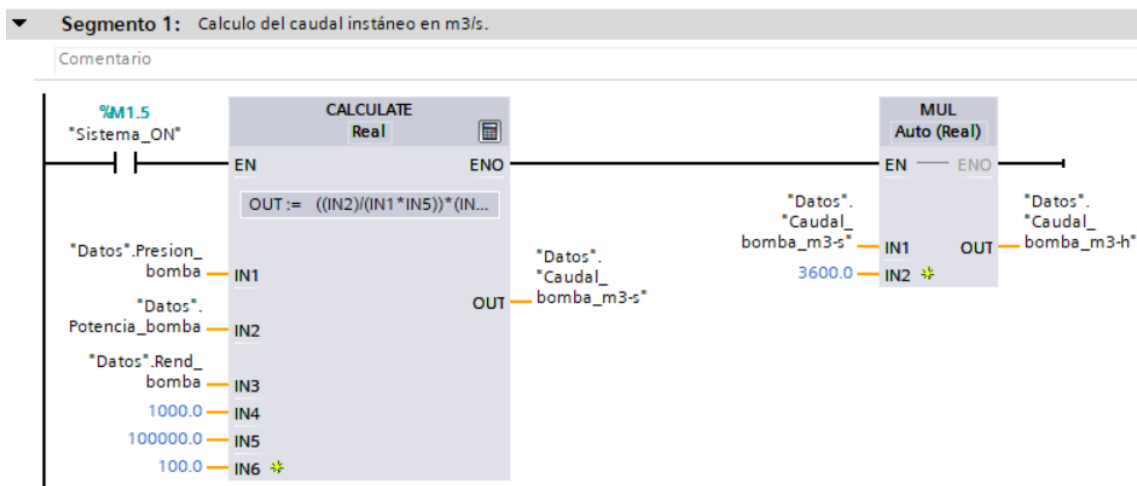 Segmento 1: Calculo del caudal instáneo en m3/s.
Comentario
%M1.5
"Sistema_ON"
CALCULATE
Real
EN
ENO
OUT := ((IN2)/(IN1*IN5))*(IN...
"Datos".Presion_
bomba
IN1
"Datos".
Potencia_bomba
IN2
"Datos".Rend_
bomba
IN3
1000.0
IN4
100000.0
IN5
100.0
IN6
OUT
"Datos".
"Caudal_
bomba_m3-s"
MUL
Auto (Real)
EN
ENO
"Datos".
"Caudal_
bomba_m3-s"
IN1
3600.0
IN2
OUT
"Datos".
"Caudal_
bomba_m3-h"